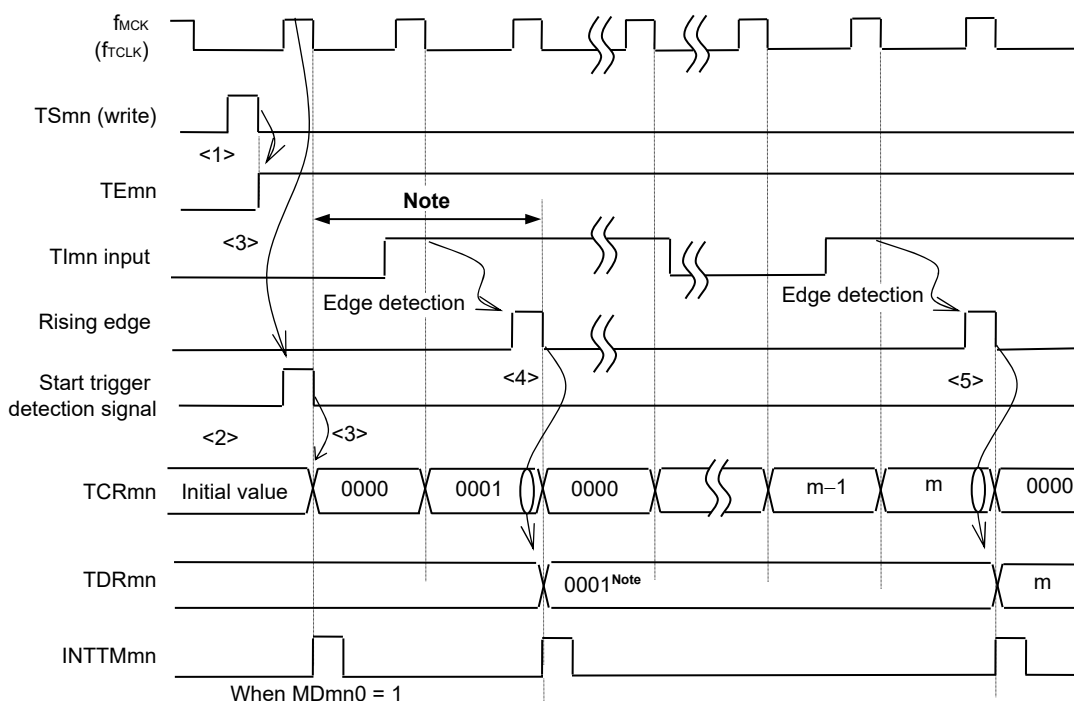 fMCK
(fTCLK)
TSmn (write)
<1>
TEmn
Note
<3>
TImn input
Edge detection
Edge detection
Rising edge
<4>
<5>
Start trigger
detection signal
<2>
<3>
TCRmn
Initial value
0000
0001
0000
m−1
m
0000
TDRmn
0001Note
m
INTTMmn
When MDmn0 = 1